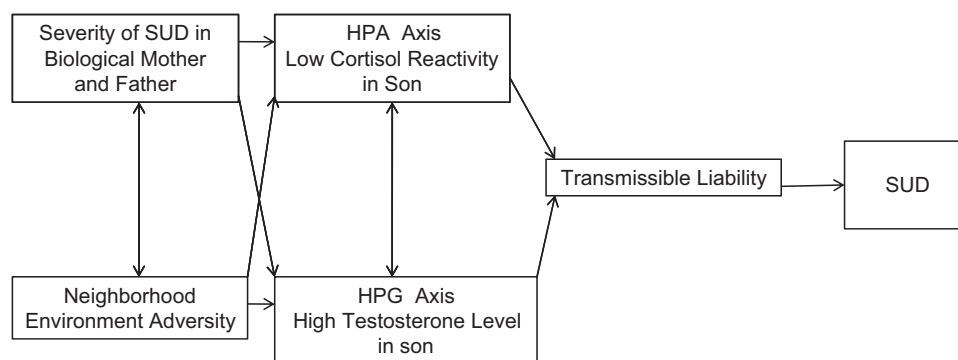 Severity of SUD in
Biological Mother
and Father
HPA Axis
Low Cortisol Reactivity
in Son
Transmissible Liability
SUD
Neighborhood
Environment Adversity
HPG Axis
High Testosterone Level
in son